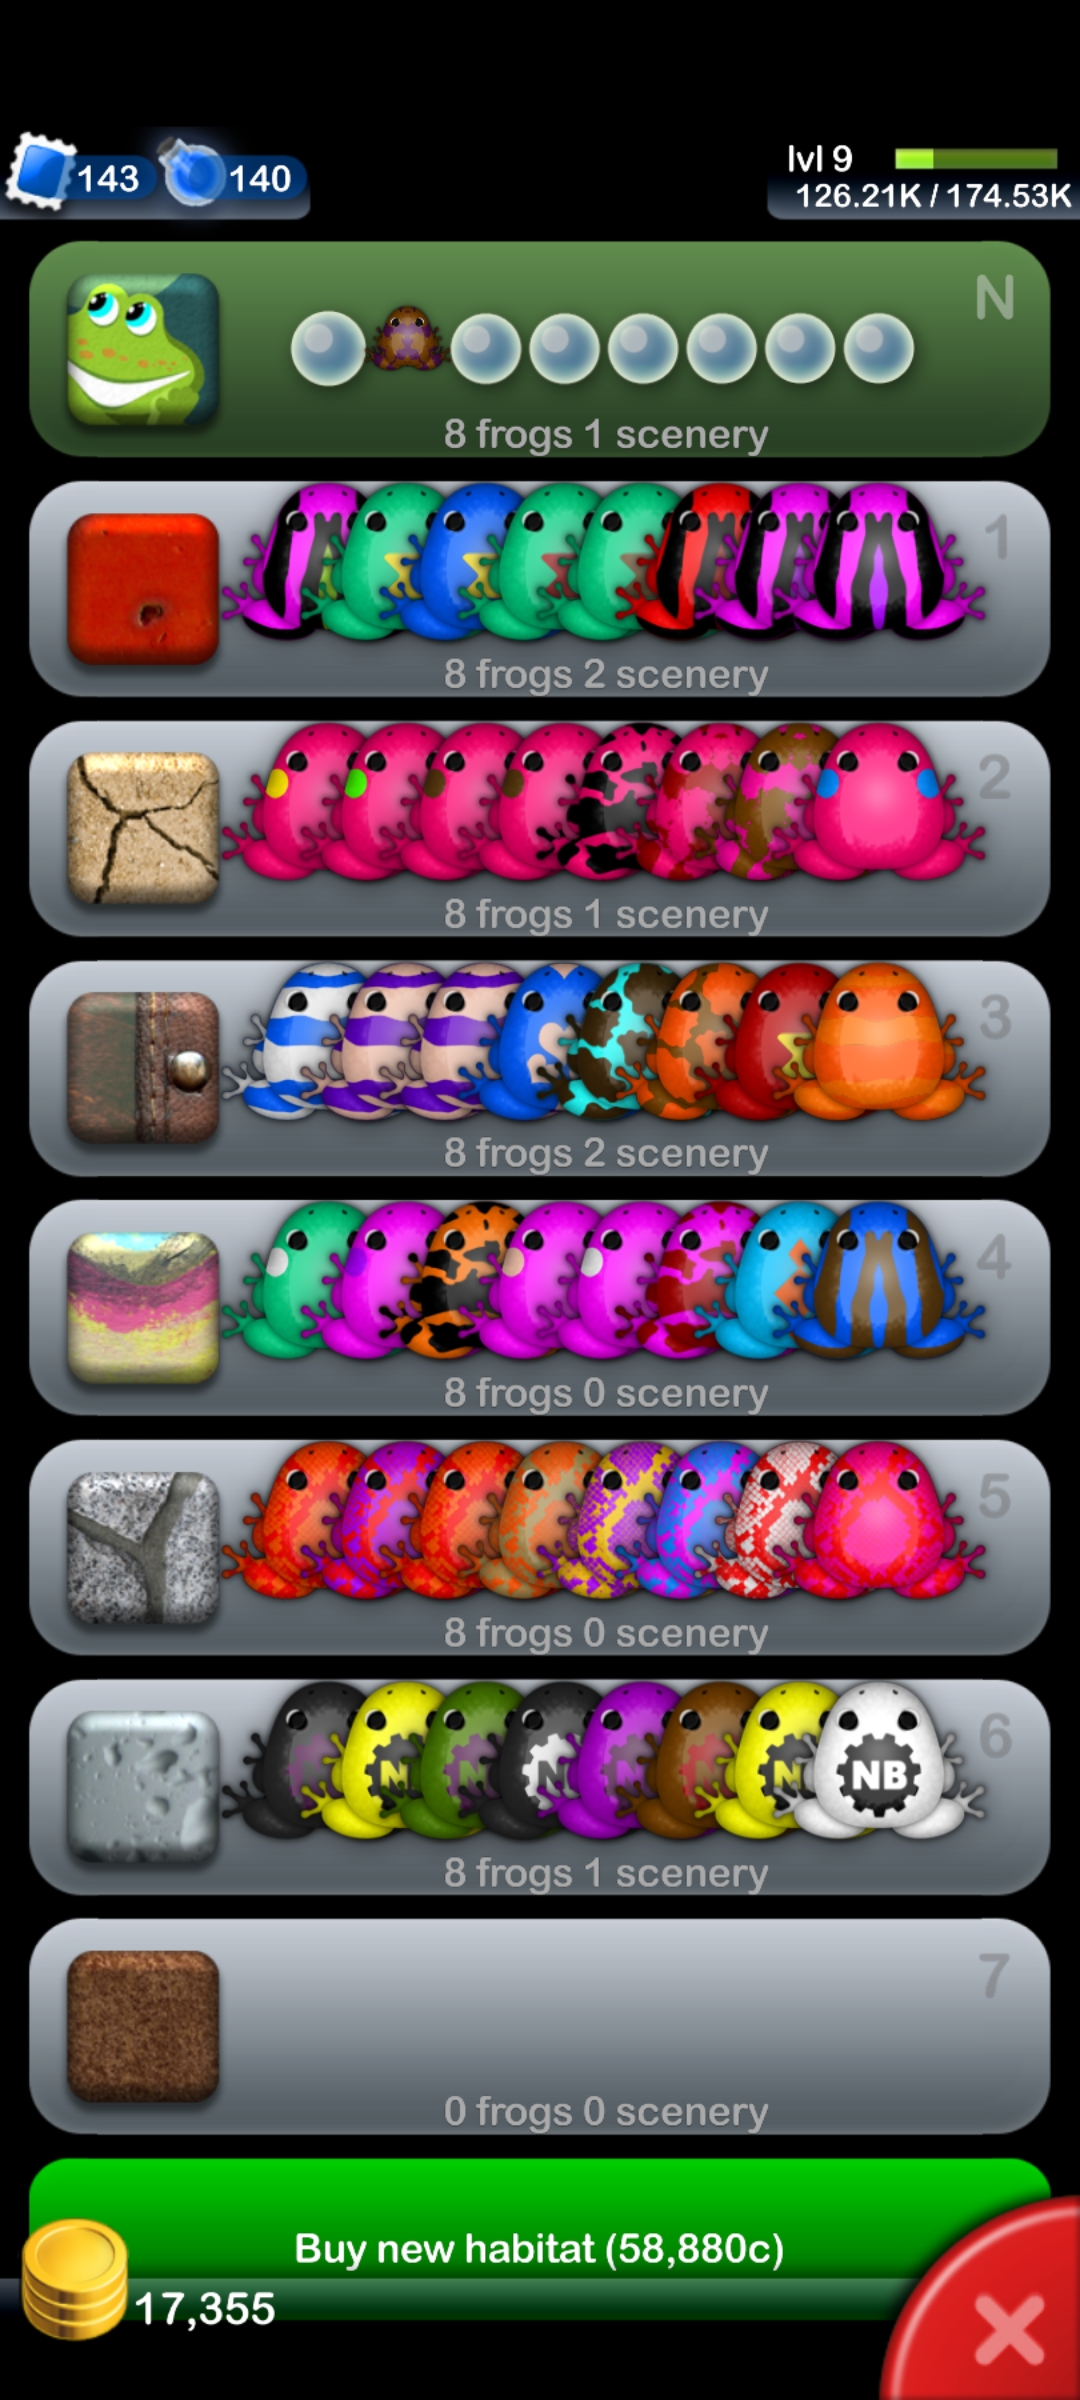 143
140
lvl 9
126.21K / 174.53K
N
8 frogs 1 scenery
1
8 frogs 2 scenery
2
8 frogs 1 scenery
3
8 frogs 2 scenery
4
8 frogs 0 scenery
5
8 frogs 0 scenery
6
N
N
N
N
NB
8 frogs 1 scenery
7
0 frogs 0 scenery
Buy new habitat (58,880c)
17,355